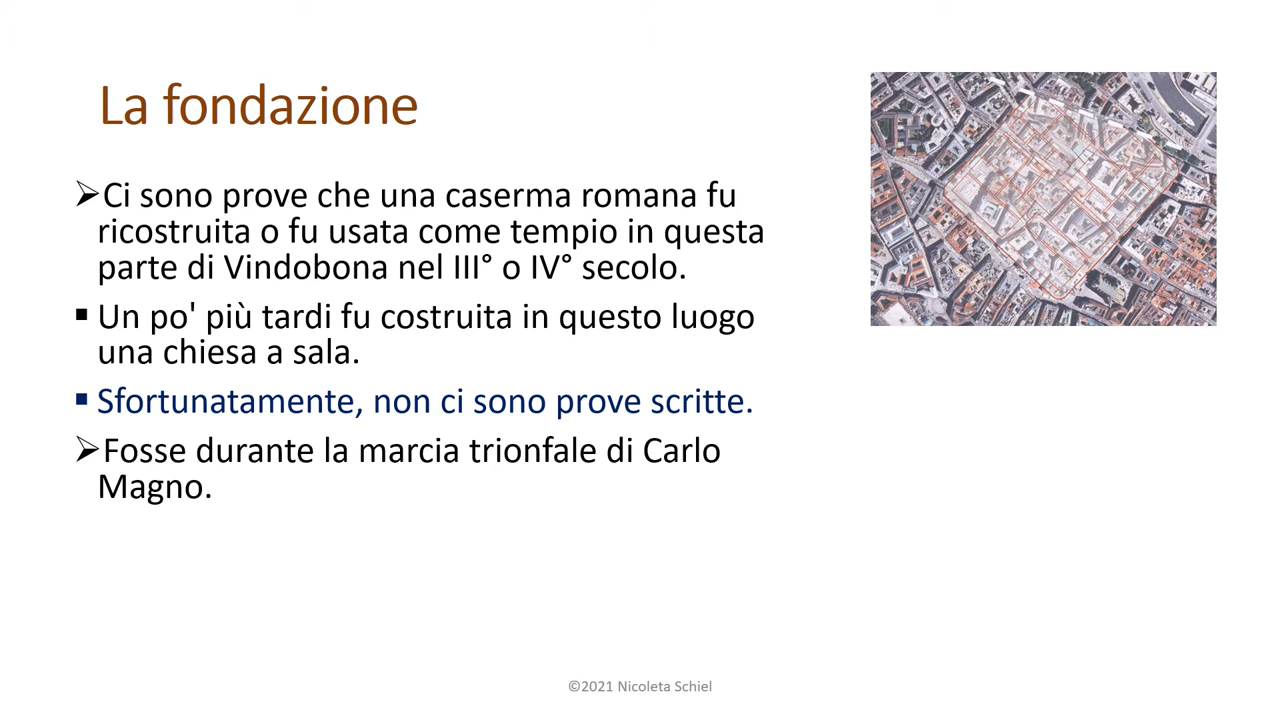 La fondazione
➢Ci sono prove che una caserma romana fu
ricostruita o fu usata come tempio in questa
parte di Vindobona nel III° o IV° secolo.
▪ Un po' più tardi fu costruita in questo luogo
una chiesa a sala.
▪ Sfortunatamente, non ci sono prove scritte.
➢Fosse durante la marcia trionfale di Carlo
Magno.
©2021 Nicoleta Schiel